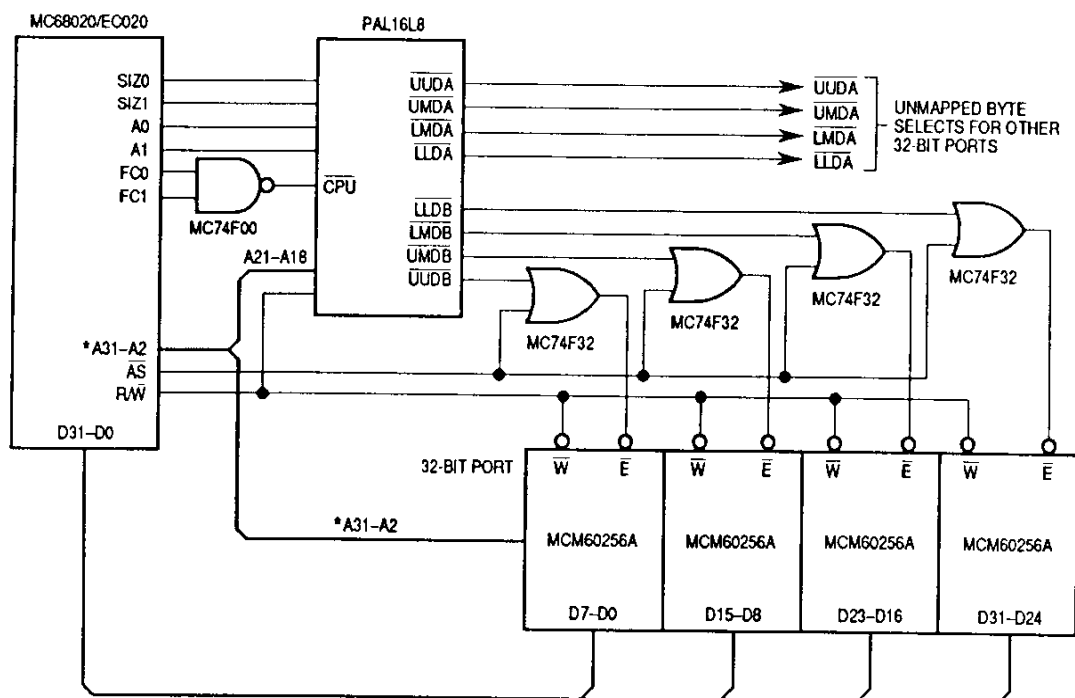 MC68020/EC020
PAL16L8
SIZ0
SIZ1
A0
A1
FC0
FC1
MC74F00
CPU
UUDA
UMDA
LMDA
LLDA
UUDA
UMDA
LMDA
LLDA
UNMAPPED BYTE
SELECTS FOR OTHER
32-BIT PORTS
LLDB
LMDB
UMDB
UUDB
A21–A18
MC74F32
MC74F32
MC74F32
MC74F32
*A31–A2
AS
R/W
D31–D0
32-BIT PORT
W E W E W E W E
*A31–A2
MCM60256A MCM60256A MCM60256A MCM60256A
D7–D0 D15–D8 D23–D16 D31–D24